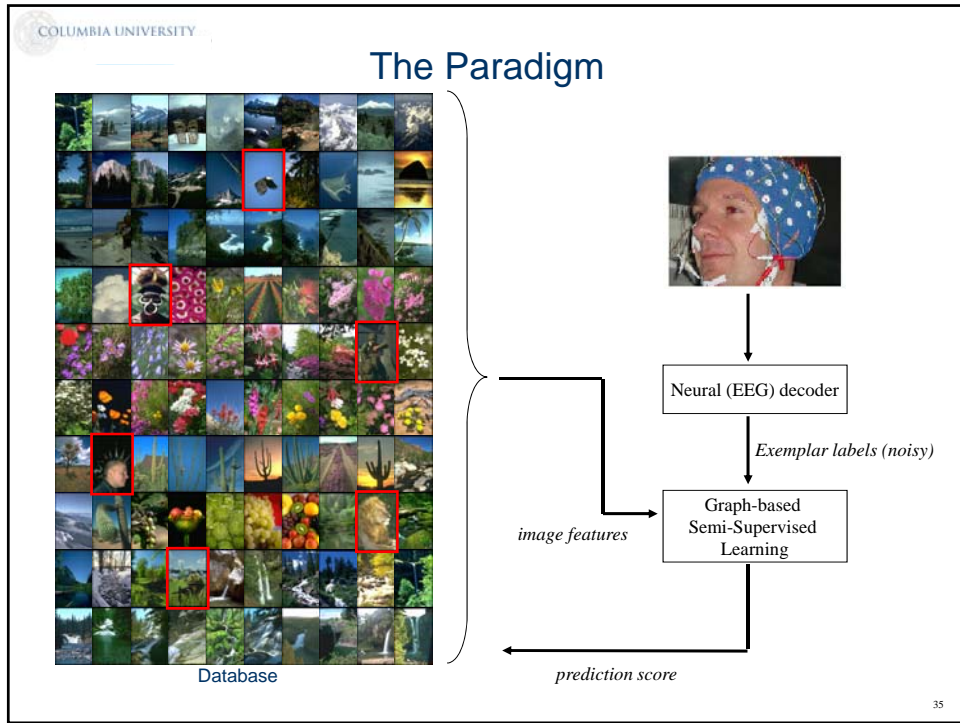 COLUMBIA UNIVERSITY
The Paradigm
Neural (EEG) decoder
Exemplar labels (noisy)
Graph-based
Semi-Supervised
Learning
image features
prediction score
Database
35